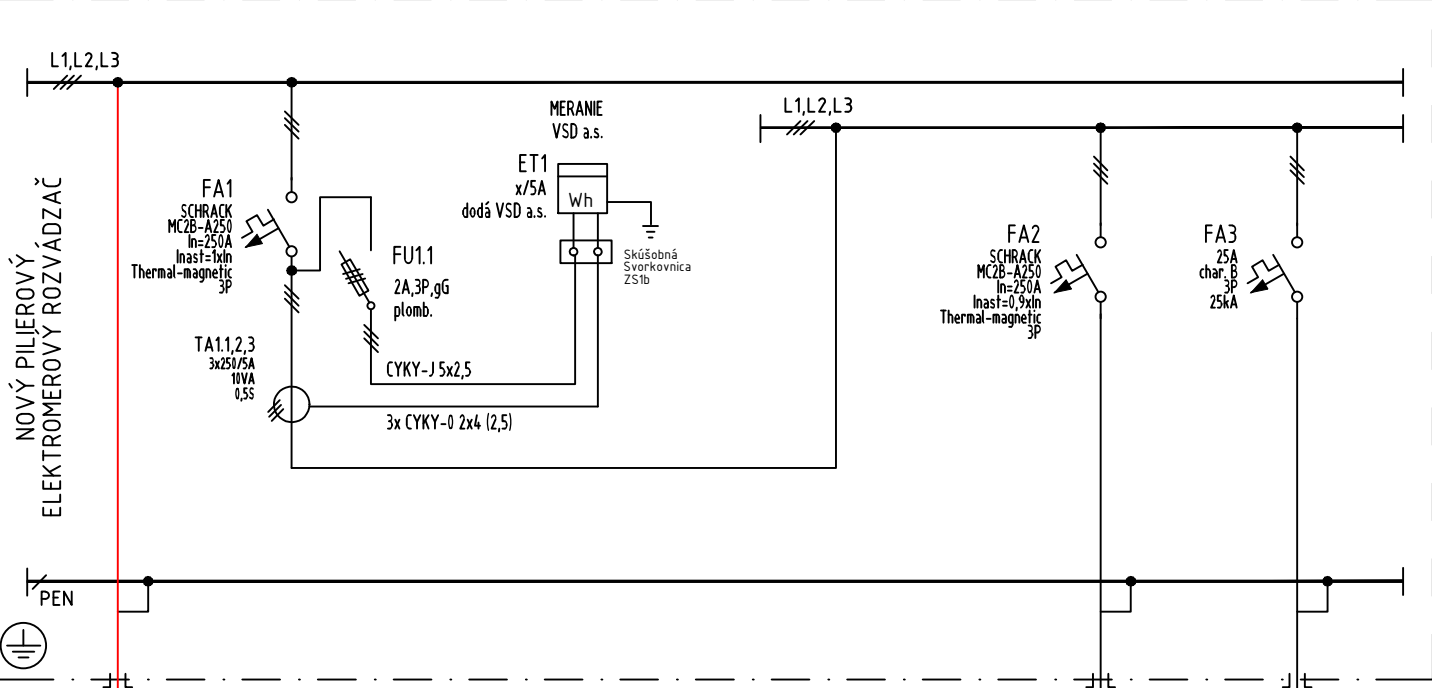 L1,L2,L3
MERANIE
VSD a.s.
L1,L2,L3
NOVÝ PILIEROVÝ
ELEKTROMEROVÝ ROZVÁDZAČ
FA1
SCHRACK
MC2B-A250
In=250A
Inast=1xIn
Thermal-magnetic
3P
FU1.1
2A,3P,gG
plomb.
ET1
x/5A
dodá VSD a.s.
Wh
Skúšobná
Svorkovnica
ZS1b
FA2
SCHRACK
MC2B-A250
In=250A
Inast=0,9xIn
Thermal-magnetic
3P
FA3
25A
char. B
3P
25kA
TA1.1,2,3
3x250/5A
10VA
0,5S
CYKY-J 5x2,5
3x CYKY-O 2x4 (2,5)
PEN